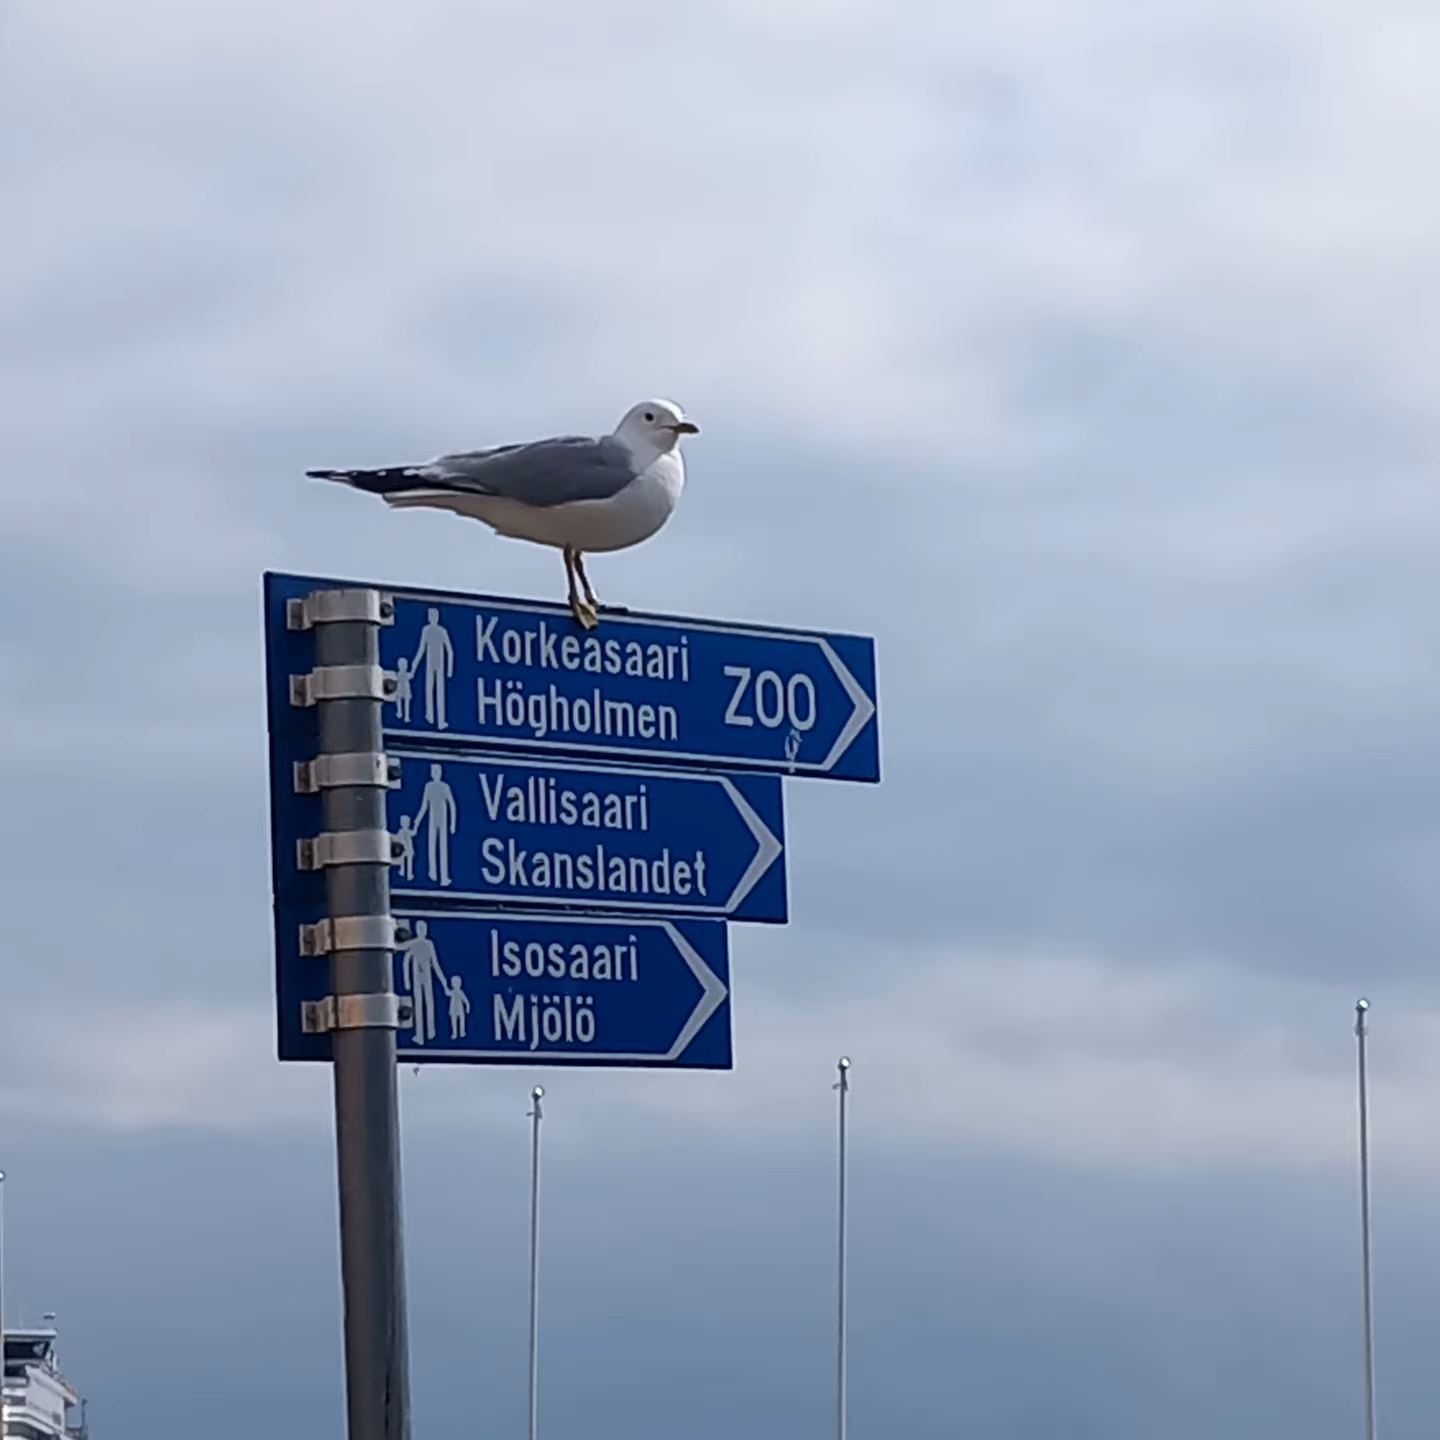 Korkeasaari
Högholmen
ZOO
Vallisaari
Skanslandet
Isosaari
Mjölö